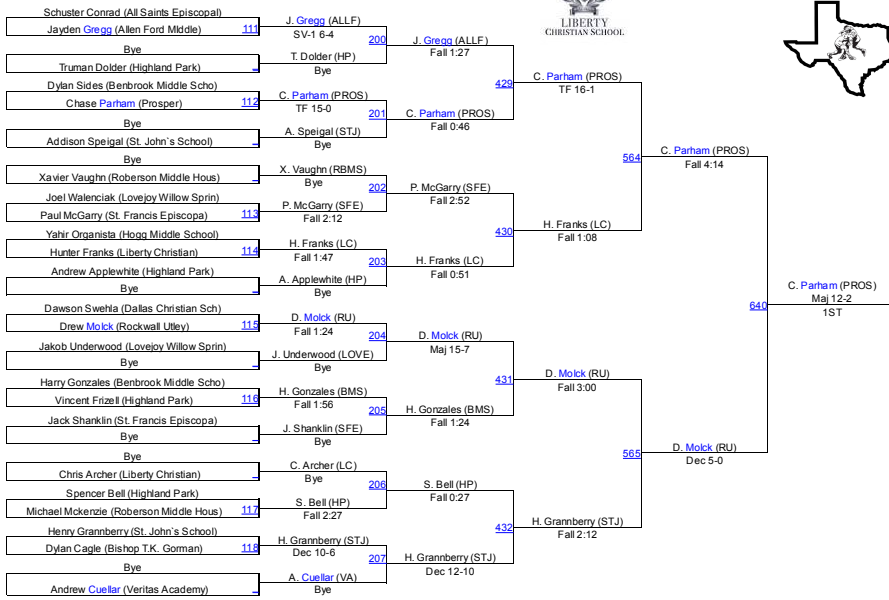 LIBERTY
CHRISTIAN SCHOOL
Schuster Conrad (All Saints Episcopal)
Jayden Gregg (Allen Ford MIddle)
111
Bye
Truman Dolder (Highland Park)
Dylan Sides (Benbrook Middle Scho)
Chase Parham (Prosper)
112
Bye
Addison Speigal (St. John`s School)
Bye
Xavier Vaughn (Roberson Middle Hous)
Joel Walenciak (Lovejoy Willow Sprin)
Paul McGarry (St. Francis Episcopa)
113
Yahir Organista (Hogg Middle School)
Hunter Franks (Liberty Christian)
114
Andrew Applewhite (Highland Park)
Bye
Dawson Swehla (Dallas Christian Sch)
Drew Molck (Rockwall Utley)
115
Jakob Underwood (Lovejoy Willow Sprin)
Bye
Harry Gonzales (Benbrook Middle Scho)
Vincent Frizell (Highland Park)
116
Jack Shanklin (St. Francis Episcopa)
Bye
Bye
Chris Archer (Liberty Christian)
Spencer Bell (Highland Park)
Michael Mckenzie (Roberson Middle Hous)
117
Henry Grannberry (St. John`s School)
Dylan Cagle (Bishop T.K. Gorman)
118
Bye
Andrew Cuellar (Veritas Academy)
J. Gregg (ALLF)
SV-1 6-4
200
T. Dolder (HP)
Bye
C. Parham (PROS)
TF 15-0
201
A. Speigal (STJ)
Bye
X. Vaughn (RBMS)
Bye
202
P. McGarry (SFE)
Fall 2:12
H. Franks (LC)
Fall 1:47
203
A. Applewhite (HP)
Bye
D. Molck (RU)
Fall 1:24
204
J. Underwood (LOVE)
Bye
H. Gonzales (BMS)
Fall 1:56
205
J. Shanklin (SFE)
Bye
C. Archer (LC)
Bye
206
S. Bell (HP)
Fall 2:27
H. Grannberry (STJ)
Dec 10-6
207
A. Cuellar (VA)
Bye
J. Gregg (ALLF)
Fall 1:27
429
C. Parham (PROS)
Fall 0:46
P. McGarry (SFE)
Fall 2:52
430
H. Franks (LC)
Fall 0:51
D. Molck (RU)
Maj 15-7
431
H. Gonzales (BMS)
Fall 1:24
S. Bell (HP)
Fall 0:27
432
H. Grannberry (STJ)
Dec 12-10
C. Parham (PROS)
TF 16-1
564
H. Franks (LC)
Fall 1:08
D. Molck (RU)
Fall 3:00
565
H. Grannberry (STJ)
Fall 2:12
C. Parham (PROS)
Fall 4:14
640
D. Molck (RU)
Dec 5-0
C. Parham (PROS)
Maj 12-2
1ST